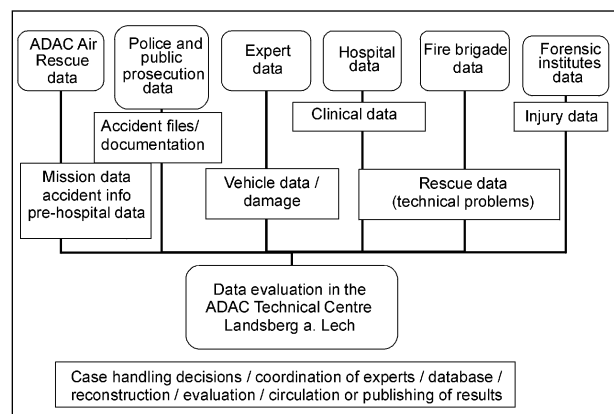 ADAC Air
Rescue
data
Police and
public
prosecution
data
Expert
data
Hospital
data
Fire brigade
data
Forensic
institutes
data
Accident files/
documentation
Clinical data
Injury data
Mission data
accident info
pre-hospital data
Vehicle data /
damage
Rescue data
(technical problems)
Data evaluation in the
ADAC Technical Centre
Landsberg a. Lech
Case handling decisions / coordination of experts / database /
reconstruction / evaluation / circulation or publishing of results